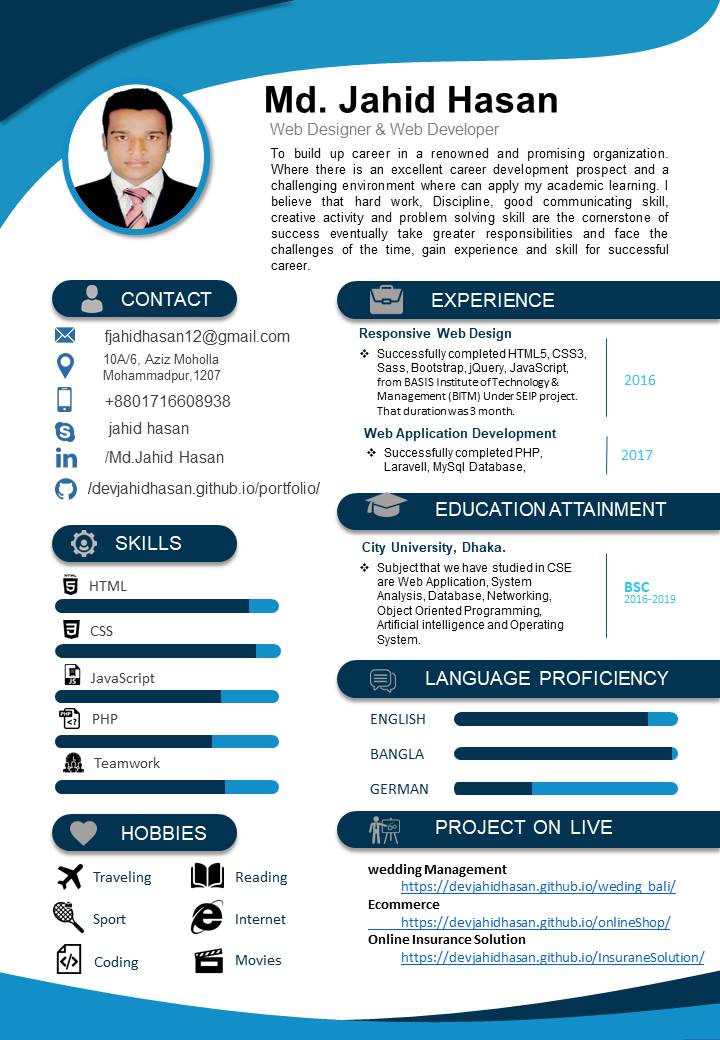 Md. Jahid Hasan
Web Designer & Web Developer
To build up career in a renowned and promising organization.
Where there is an excellent career development prospect and a
challenging environment where can apply my academic learning. I
believe that hard work, Discipline, good communicating skill,
creative activity and problem solving skill are the cornerstone of
success eventually take greater responsibilities and face the
challenges of the time, gain experience and skill for successful
career.
CONTACT
fjahidhasan12@gmail.com
10A/6, Aziz Moholla
Mohammadpur,1207
+8801716608938
jahid hasan
/Md.Jahid Hasan
/devjahidhasan.github.io/portfolio/
SKILLS
HTML
CSS
JavaScript
PHP
Teamwork
HOBBIES
Traveling
Reading
Sport
Internet
Coding
Movies
EXPERIENCE
Responsive Web Design
❖ Successfully completed HTML5, CSS3,
Sass, Bootstrap, jQuery, JavaScript,
from BASIS Institute of Technology &
Management (BITM) Under SEIP project.
That duration was 3 month.
2016
Web Application Development
❖ Successfully completed PHP,
Laravell, MySql Database,
2017
EDUCATION ATTAINMENT
City University, Dhaka.
❖ Subject that we have studied in CSE
are Web Application, System
Analysis, Database, Networking,
Object Oriented Programming,
Artificial intelligence and Operating
System.
BSC
2016-2019
LANGUAGE PROFICIENCY
ENGLISH
BANGLA
GERMAN
PROJECT ON LIVE
wedding Management
https://devjahidhasan.github.io/weding_bali/
Ecommerce
https://devjahidhasan.github.io/onlineShop/
Online Insurance Solution
https://devjahidhasan.github.io/InsuraneSolution/